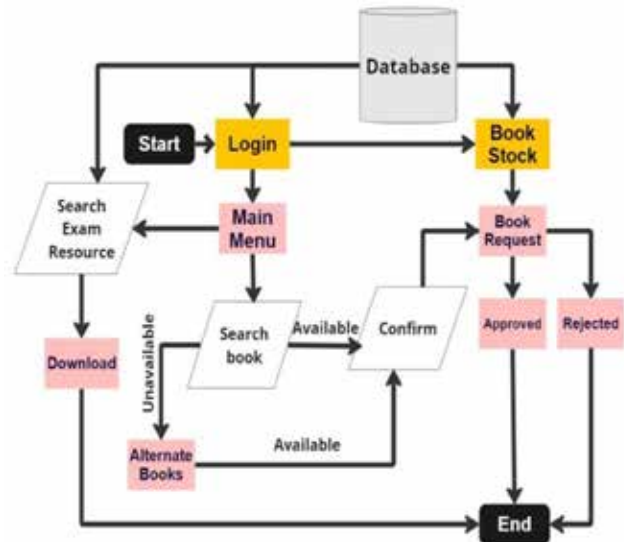 Database
Start
Login
Book
Stock
Search
Exam
Resource
Main
Menu
Book
Request
Unavailable
Search
book
Available
Confirm
Approved
Rejected
Download
Alternate
Books
Available
End